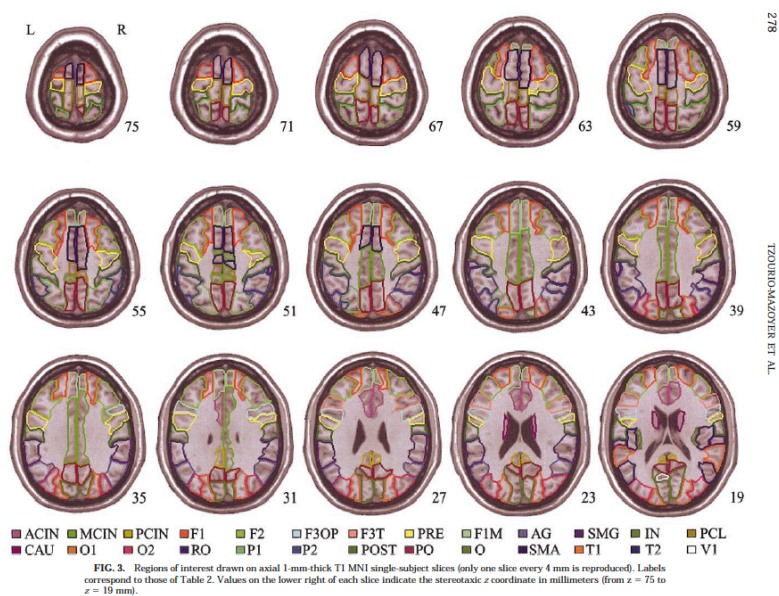 L R
278
75 71 67 63 59
TZOURIO-MAZOYER ET AL.
55 51 47 43 39
35 31 27 23 19
ACIN MCIN PCIN F1 F2 F3OP F3T PRE F1M AG SMG IN PCL
CAU O1 O2 RO P1 P2 POST PO Q SMA T1 T2 V1
FIG. 3. Regions of interest drawn on axial 1-mm-thick T1 MNI single-subject slices (only one slice every 4 mm is reproduced). Labels
correspond to those of Table 2. Values on the lower right of each slice indicate the stereotaxic z coordinate in millimeters (from z = 75 to
z = 19 mm).